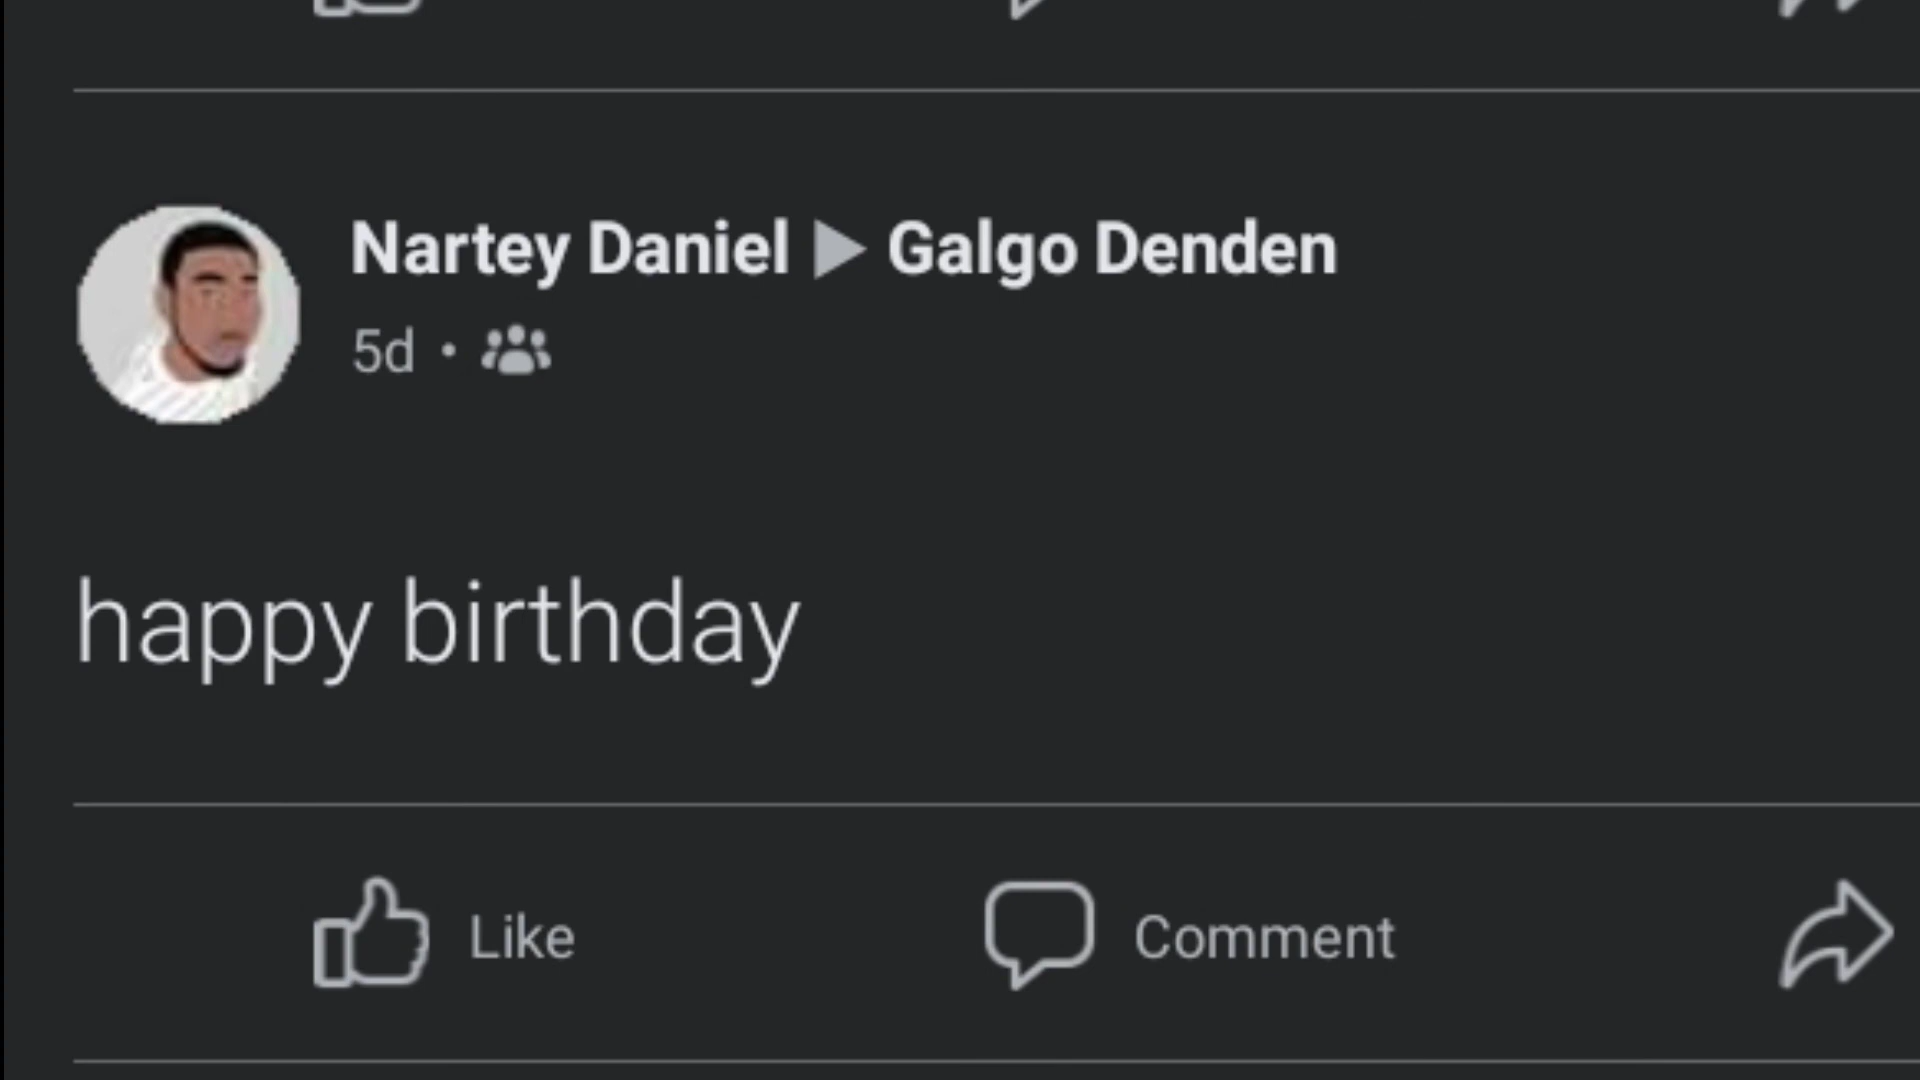 Nartey Daniel ▶ Galgo Denden
5d •
happy birthday
Like Comment